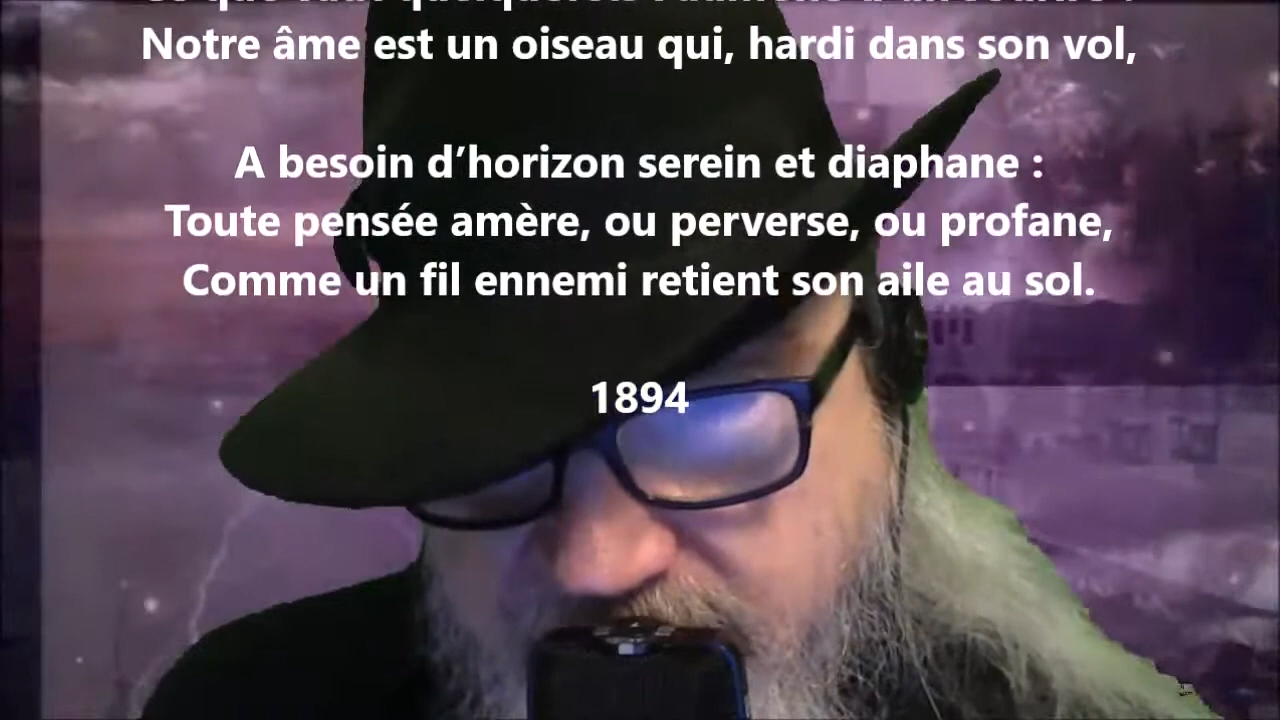 Notre âme est un oiseau qui, hardi dans son vol,
A besoin d’horizon serein et diaphane :
Toute pensée amère, ou perverse, ou profane,
Comme un fil ennemi retient son aile au sol.
1894